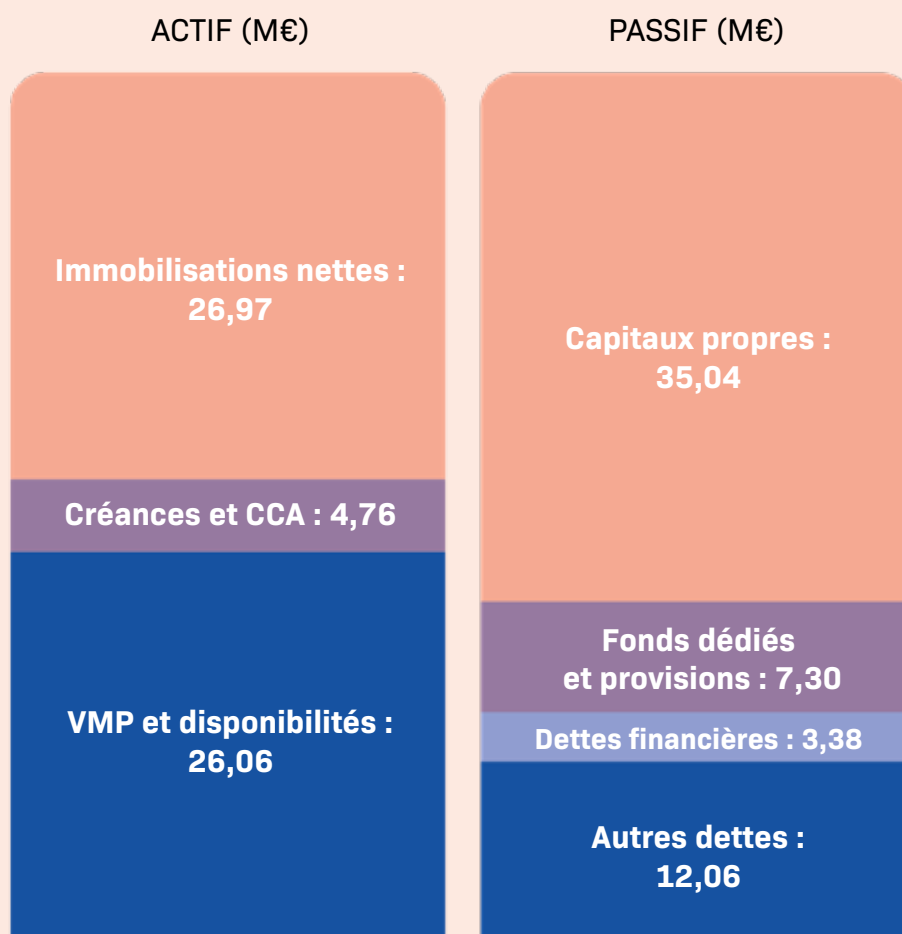 ACTIF (M€)
Immobilisations nettes :
26,97
Créances et CCA : 4,76
VMP et disponibilités :
26,06
PASSIF (M€)
Capitaux propres :
35,04
Fonds dédiés
et provisions : 7,30
Dettes financières : 3,38
Autres dettes :
12,06